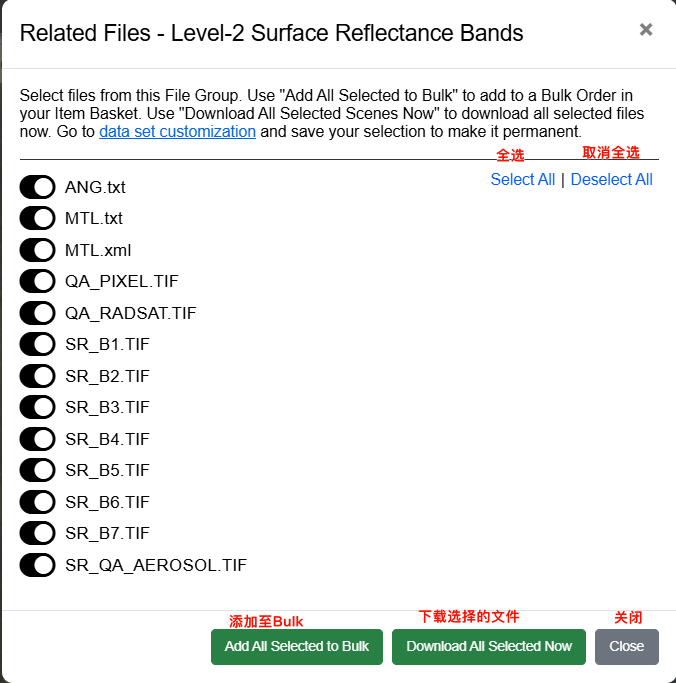 Related Files - Level-2 Surface Reflectance Bands
×
Select files from this File Group. Use "Add All Selected to Bulk" to add to a Bulk Order in
your Item Basket. Use "Download All Selected Scenes Now" to download all selected files
now. Go to data set customization and save your selection to make it permanent.
全选 取消全选
Select All | Deselect All
ANG.txt
MTL.txt
MTL.xml
QA_PIXEL.TIF
QA_RADSAT.TIF
SR_B1.TIF
SR_B2.TIF
SR_B3.TIF
SR_B4.TIF
SR_B5.TIF
SR_B6.TIF
SR_B7.TIF
SR_QA_AEROSOL.TIF
添加至Bulk 下载选择的文件 关闭
Add All Selected to Bulk Download All Selected Now Close